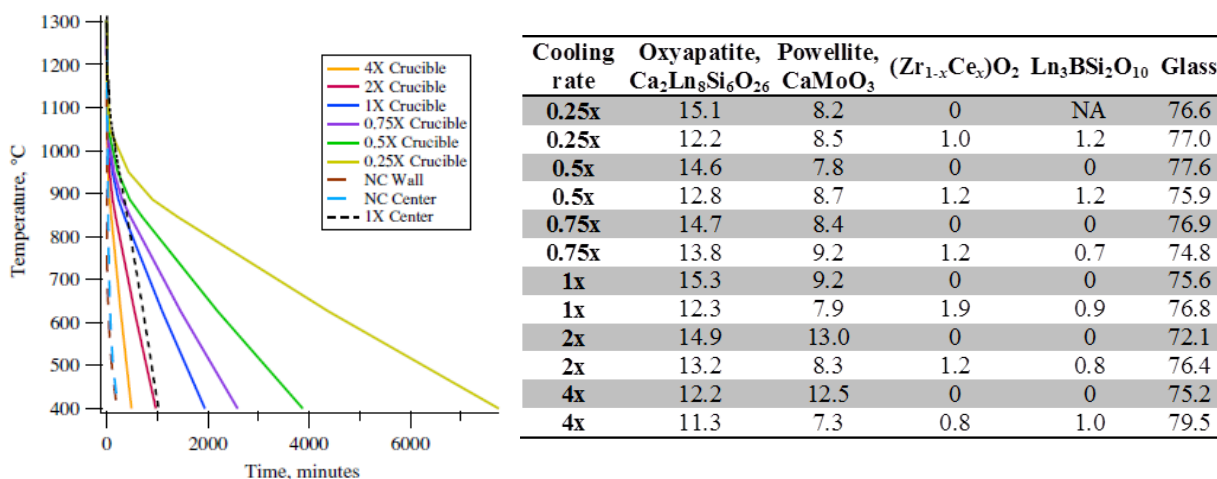 1300
1200
1100
1000
900
800
700
600
500
400
Temperature, °C
0
2000
4000
6000
Time, minutes
4X Crucible
2X Crucible
1X Crucible
0.75X Crucible
0.5X Crucible
0.25X Crucible
NC Wall
NC Center
1X Center
Cooling rate Oxyapatite, Ca₂Ln₈Si₆O₂₆ Powellite, CaMoO₃ (Zr₁₋ₓCeₓ)O₂ Ln₃BSi₂O₁₀ Glass
0.25x 15.1 8.2 0 NA 76.6
0.25x 12.2 8.5 1.0 1.2 77.0
0.5x 14.6 7.8 0 0 77.6
0.5x 12.8 8.7 1.2 1.2 75.9
0.75x 14.7 8.4 0 0 76.9
0.75x 13.8 9.2 1.2 0.7 74.8
1x 15.3 9.2 0 0 75.6
1x 12.3 7.9 1.9 0.9 76.8
2x 14.9 13.0 0 0 72.1
2x 13.2 8.3 1.2 0.8 76.4
4x 12.2 12.5 0 0 75.2
4x 11.3 7.3 0.8 1.0 79.5